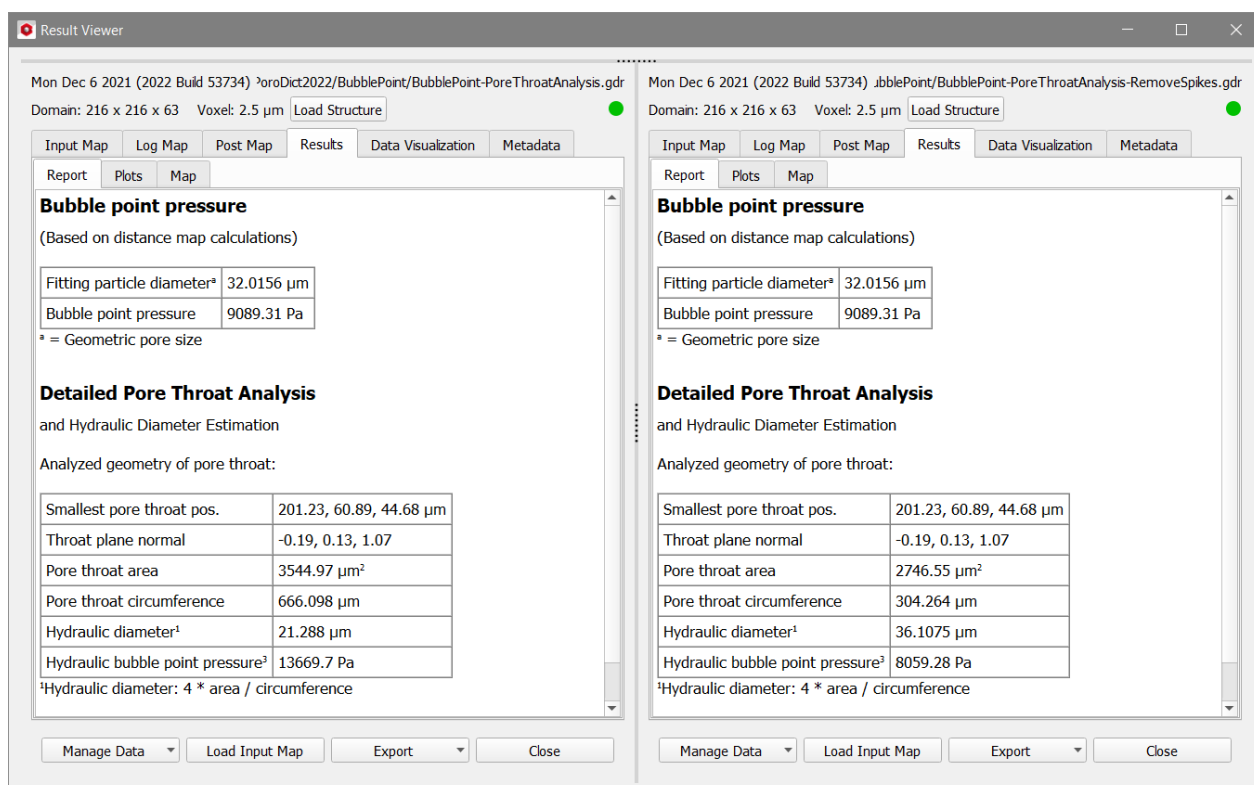 Result Viewer
Mon Dec 6 2021 (2022 Build 53734) ?oroDict2022/BubblePoint/BubblePoint-PoreThroatAnalysis.gdr
Domain: 216 x 216 x 63 Voxel: 2.5 µm Load Structure
Input Map Log Map Post Map Results Data Visualization Metadata
Report Plots Map
Bubble point pressure
(Based on distance map calculations)
Fitting particle diameterᵃ 32.0156 µm
Bubble point pressure 9089.31 Pa
ᵃ = Geometric pore size
Detailed Pore Throat Analysis
and Hydraulic Diameter Estimation
Analyzed geometry of pore throat:
Smallest pore throat pos. 201.23, 60.89, 44.68 µm
Throat plane normal -0.19, 0.13, 1.07
Pore throat area 3544.97 µm²
Pore throat circumference 666.098 µm
Hydraulic diameter¹ 21.288 µm
Hydraulic bubble point pressure³ 13669.7 Pa
¹Hydraulic diameter: 4 * area / circumference
Manage Data Load Input Map Export Close
Mon Dec 6 2021 (2022 Build 53734) .ibblePoint/BubblePoint-PoreThroatAnalysis-RemoveSpikes.gdr
Domain: 216 x 216 x 63 Voxel: 2.5 µm Load Structure
Input Map Log Map Post Map Results Data Visualization Metadata
Report Plots Map
Bubble point pressure
(Based on distance map calculations)
Fitting particle diameterᵃ 32.0156 µm
Bubble point pressure 9089.31 Pa
ᵃ = Geometric pore size
Detailed Pore Throat Analysis
and Hydraulic Diameter Estimation
Analyzed geometry of pore throat:
Smallest pore throat pos. 201.23, 60.89, 44.68 µm
Throat plane normal -0.19, 0.13, 1.07
Pore throat area 2746.55 µm²
Pore throat circumference 304.264 µm
Hydraulic diameter¹ 36.1075 µm
Hydraulic bubble point pressure³ 8059.28 Pa
¹Hydraulic diameter: 4 * area / circumference
Manage Data Load Input Map Export Close